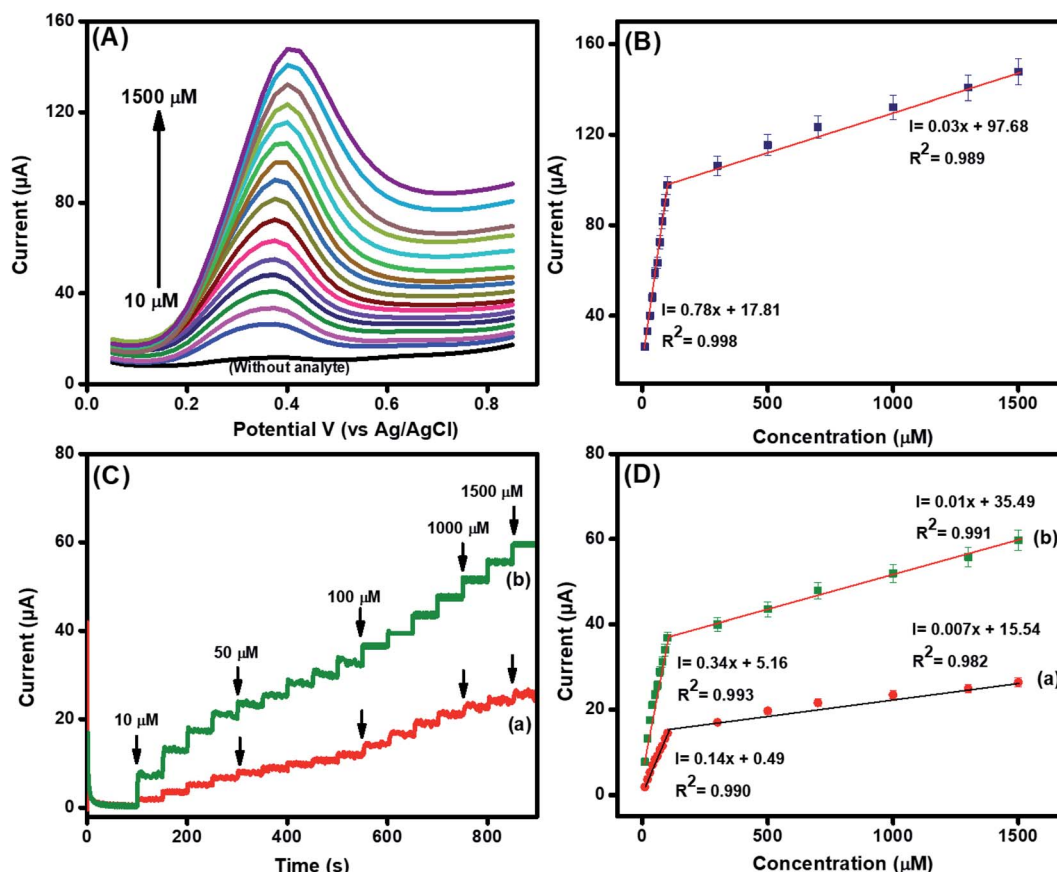 (A)
160
120
80
40
0
Current (µA)
1500 µM
10 µM
(Without analyte)
0.0 0.2 0.4 0.6 0.8
Potential V (vs Ag/AgCl)
(B)
160
120
80
40
Current (µA)
I= 0.03x + 97.68
R²= 0.989
I= 0.78x + 17.81
R²= 0.998
0 500 1000 1500
Concentration (µM)
(C)
80
60
40
20
0
Current (µA)
1500 µM
1000 µM
100 µM
50 µM
10 µM
(b)
(a)
0 200 400 600 800
Time (s)
(D)
80
60
40
20
0
Current (µA)
I= 0.01x + 35.49
R²= 0.991
(b)
I= 0.007x + 15.54
R²= 0.982
(a)
I= 0.34x + 5.16
R²= 0.993
I= 0.14x + 0.49
R²= 0.990
0 500 1000 1500
Concentration (µM)